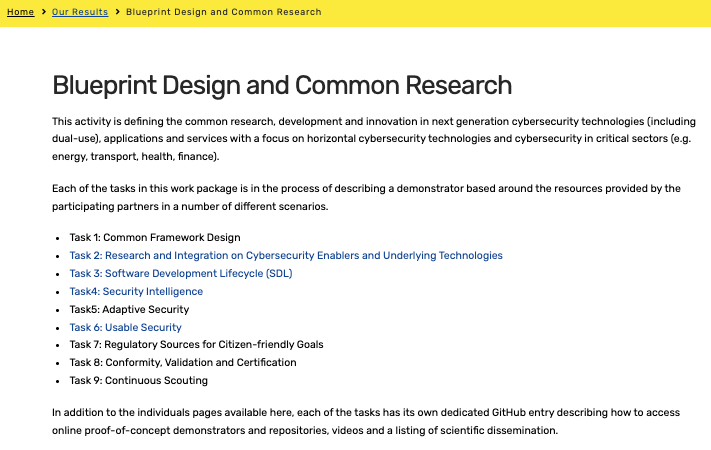 Home > Our Results > Blueprint Design and Common Research
Blueprint Design and Common Research
This activity is defining the common research, development and innovation in next generation cybersecurity technologies (including
dual-use), applications and services with a focus on horizontal cybersecurity technologies and cybersecurity in critical sectors (e.g.
energy, transport, health, finance).
Each of the tasks in this work package is in the process of describing a demonstrator based around the resources provided by the
participating partners in a number of different scenarios.
• Task 1: Common Framework Design
• Task 2: Research and Integration on Cybersecurity Enablers and Underlying Technologies
• Task 3: Software Development Lifecycle (SDL)
• Task4: Security Intelligence
• Task5: Adaptive Security
• Task 6: Usable Security
• Task 7: Regulatory Sources for Citizen-friendly Goals
• Task 8: Conformity, Validation and Certification
• Task 9: Continuous Scouting
In addition to the individuals pages available here, each of the tasks has its own dedicated GitHub entry describing how to access
online proof-of-concept demonstrators and repositories, videos and a listing of scientific dissemination.